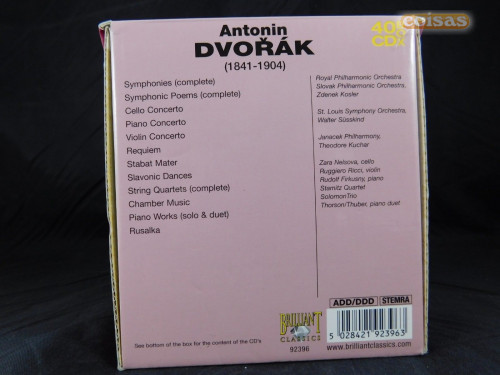 coisas
Antonin
DVOŘÁK
(1841-1904)
40
CDs
Symphonies (complete)
Symphonic Poems (complete)
Cello Concerto
Piano Concerto
Violin Concerto
Requiem
Stabat Mater
Slavonic Dances
String Quartets (complete)
Chamber Music
Piano Works (solo & duet)
Rusalka
Royal Philharmonic Orchestra
Slovak Philharmonic Orchestra,
Zdenek Kosler
St. Louis Symphony Orchestra,
Walter Süsskind
Janacek Philharmony,
Theodore Kuchar
Zara Nelsova, cello
Ruggiero Ricci, violin
Rudolf Firkusny, piano
Stamitz Quartet
SolomonTrio
Thorson/Thurber, piano duet
See bottom of the box for the content of the CD's
BRILLIANT
CLASSICS
92396
ADD/DDD
STEMRA
5 028421 923963
www.brilliantclassics.com